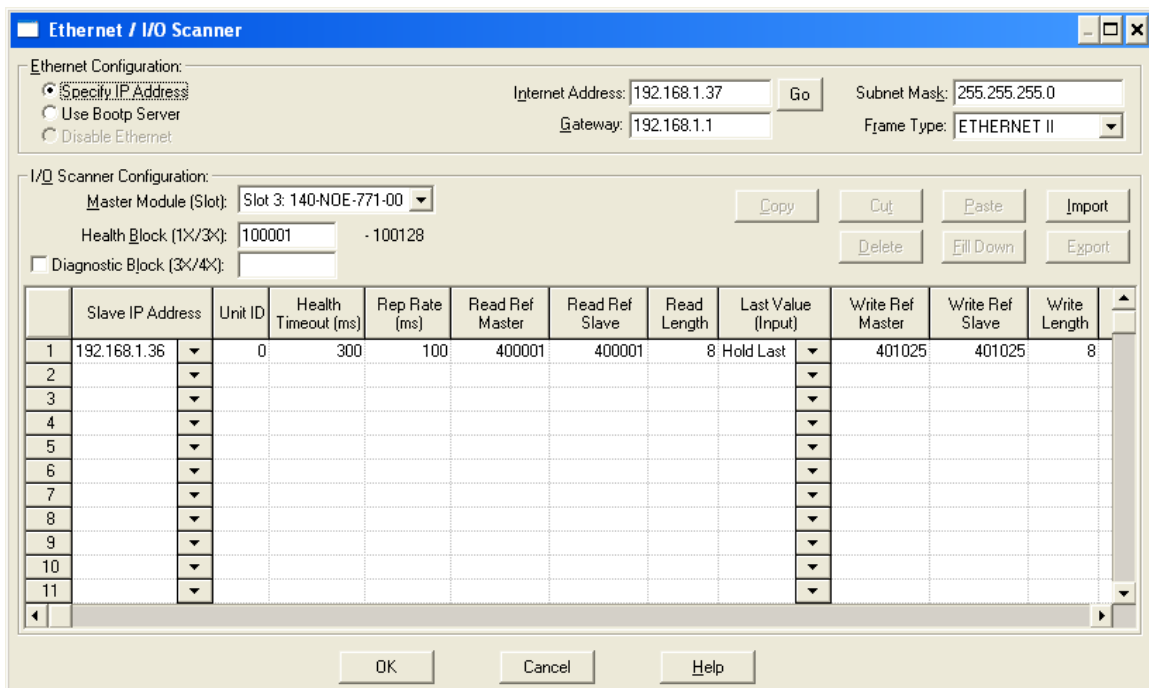 Ethernet / I/O Scanner
Ethernet Configuration:
Specify IP Address
Use Bootp Server
Disable Ethernet
Internet Address: 192.168.1.37 Go
Gateway: 192.168.1.1
Subnet Mask: 255.255.255.0
Frame Type: ETHERNET II
I/O Scanner Configuration:
Master Module (Slot): Slot 3: 140-NOE-771-00
Health Block (1X/3X): 100001 - 100128
Diagnostic Block (3X/4X):
Copy Cut Paste Import
Delete Fill Down Export
Slave IP Address Unit ID Health Timeout (ms) Rep Rate (ms) Read Ref Master Read Ref Slave Read Length Last Value (Input) Write Ref Master Write Ref Slave Write Length
1 192.168.1.36 0 300 100 400001 400001 8 Hold Last 401025 401025 8
2
3
4
5
6
7
8
9
10
11
OK Cancel Help